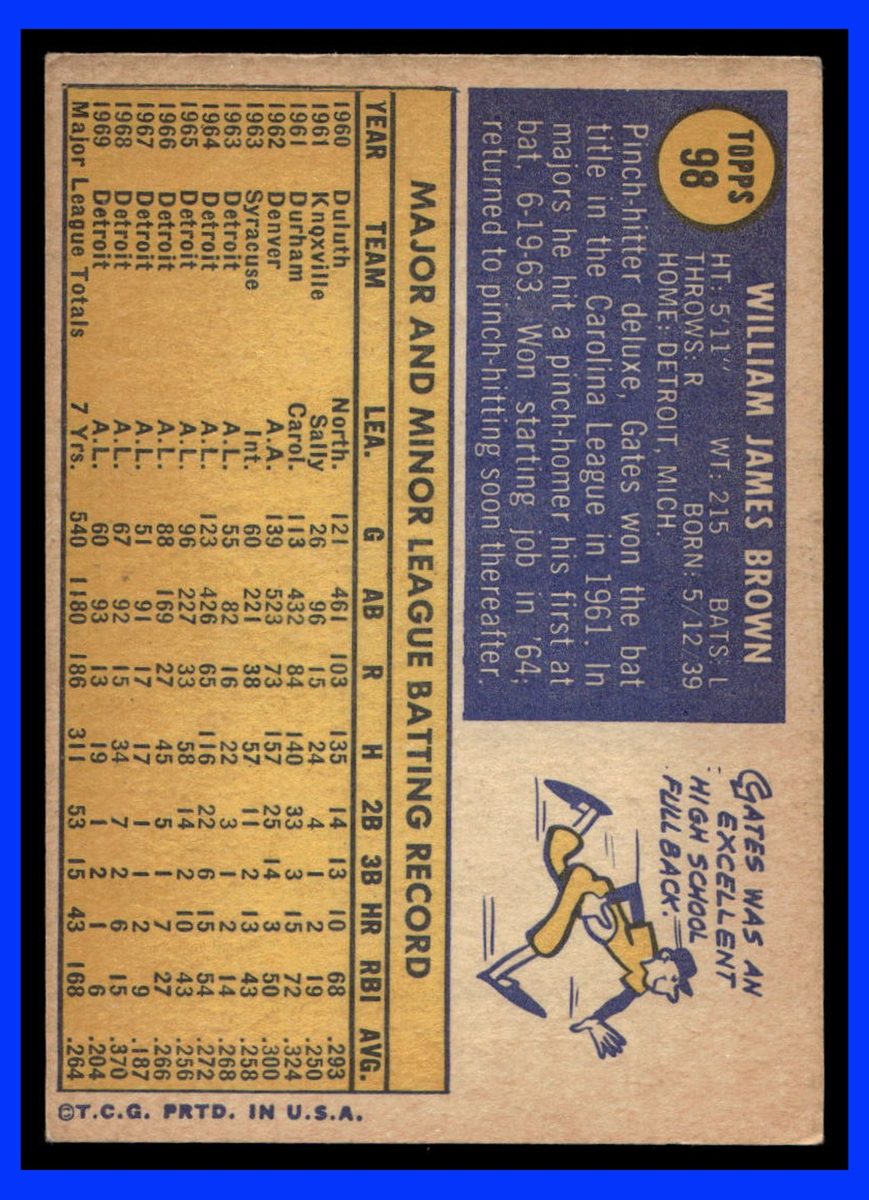 TOPPS
98
WILLIAM JAMES BROWN
HT: 5'11" WT: 215 BATS: L
THROWS: R BORN: 5/12/39
HOME: DETROIT, MICH.
Pinch-hitter deluxe, Gates won the bat
title in the Carolina League in 1961. In
majors he hit a pinch-homer his first at
bat, 6-19-63. Won starting job in '64;
returned to pinch-hitting soon thereafter.
GATES WAS AN
EXCELLENT
HIGH SCHOOL
FULLBACK.
MAJOR AND MINOR LEAGUE BATTING RECORD
YEAR TEAM LEA. G AB R H 2B 3B HR RBI AVG.
1960 Duluth North. 121 461 103 135 14 13 10 68 .293
1961 Knoxville Sally 26 96 15 24 4 1 2 19 .250
1961 Durham Carol. 113 432 84 140 33 3 15 72 .324
1962 Denver A.A. 139 523 73 157 25 14 3 50 .300
1963 Syracuse Int. 60 221 38 57 11 2 13 43 .258
1963 Detroit A.L. 55 82 16 22 3 1 2 14 .268
1964 Detroit A.L. 123 426 65 116 22 6 15 54 .272
1965 Detroit A.L. 96 227 33 58 14 2 10 43 .256
1966 Detroit A.L. 88 169 27 45 5 1 7 27 .266
1967 Detroit A.L. 51 91 17 17 1 1 2 9 .187
1968 Detroit A.L. 67 92 15 34 7 2 6 15 .370
1969 Detroit A.L. 60 93 13 19 1 2 1 6 .204
Major League Totals 7 Yrs. 540 1180 186 311 53 15 43 168 .264
©T.C.G. PRTD. IN U.S.A.